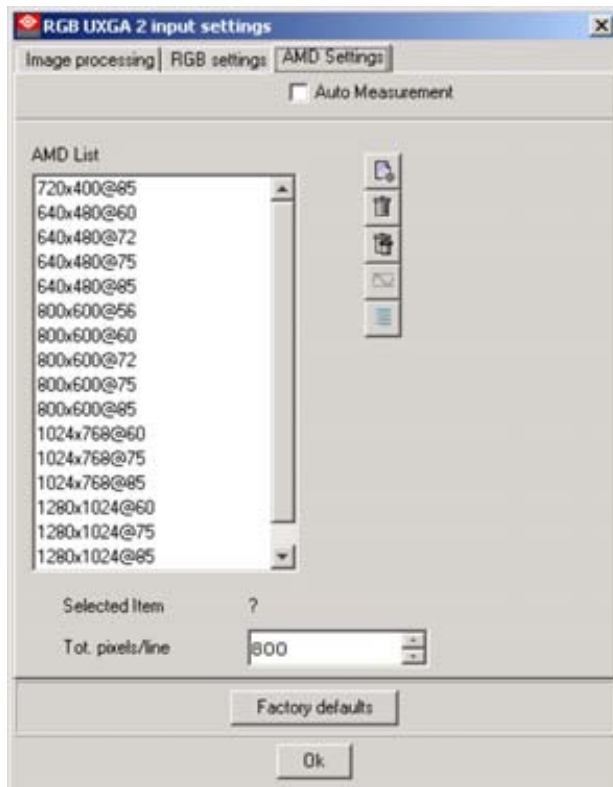 RGB UXGA 2 input settings
Image processing RGB settings AMD Settings
Auto Measurement
AMD List
720x400@85
640x480@60
640x480@72
640x480@75
640x480@85
800x600@56
800x600@60
800x600@72
800x600@75
800x600@85
1024x768@60
1024x768@75
1024x768@85
1280x1024@60
1280x1024@75
1280x1024@85
Selected Item ?
Tot. pixels/line 800
Factory defaults
Ok